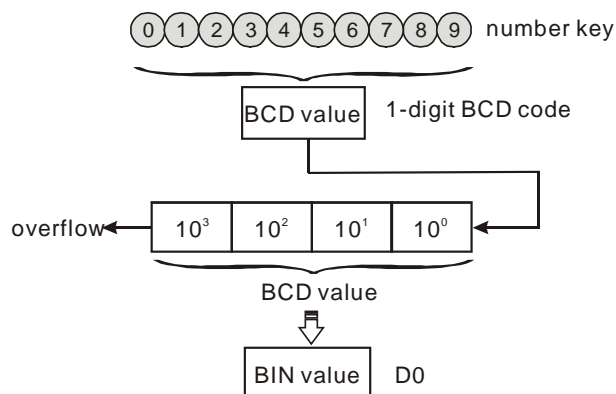 0 1 2 3 4 5 6 7 8 9 number key
BCD value 1-digit BCD code
overflow 10³ 10² 10¹ 10⁰
BCD value
BIN value D0